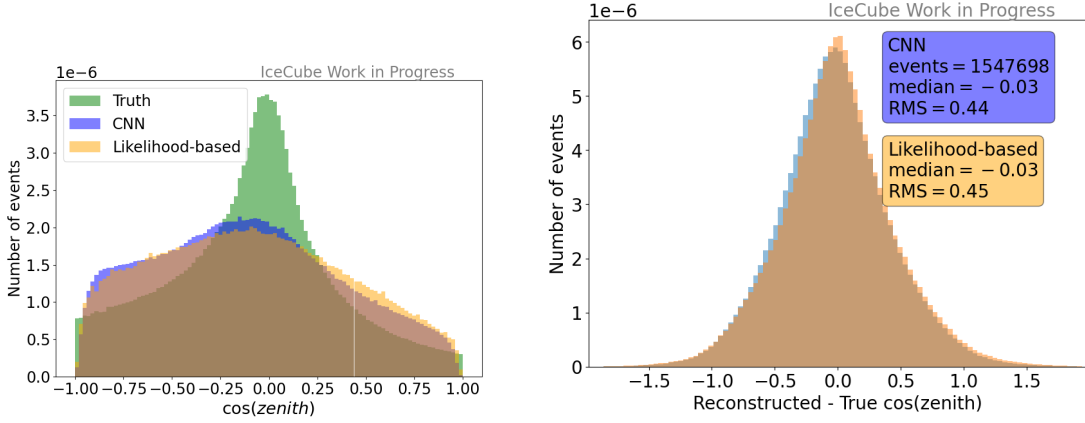 IceCube Work in Progress
1e−6
Truth
CNN
Likelihood-based
Number of events
3.5
3.0
2.5
2.0
1.5
1.0
0.5
0.0
−1.00 −0.75 −0.50 −0.25 0.00 0.25 0.50 0.75 1.00
cos(zenith)
IceCube Work in Progress
1e−6
CNN
events = 1547698
median = − 0.03
RMS = 0.44
Likelihood-based
median = − 0.03
RMS = 0.45
Number of events
6
5
4
3
2
1
0
−1.5 −1.0 −0.5 0.0 0.5 1.0 1.5
Reconstructed - True cos(zenith)